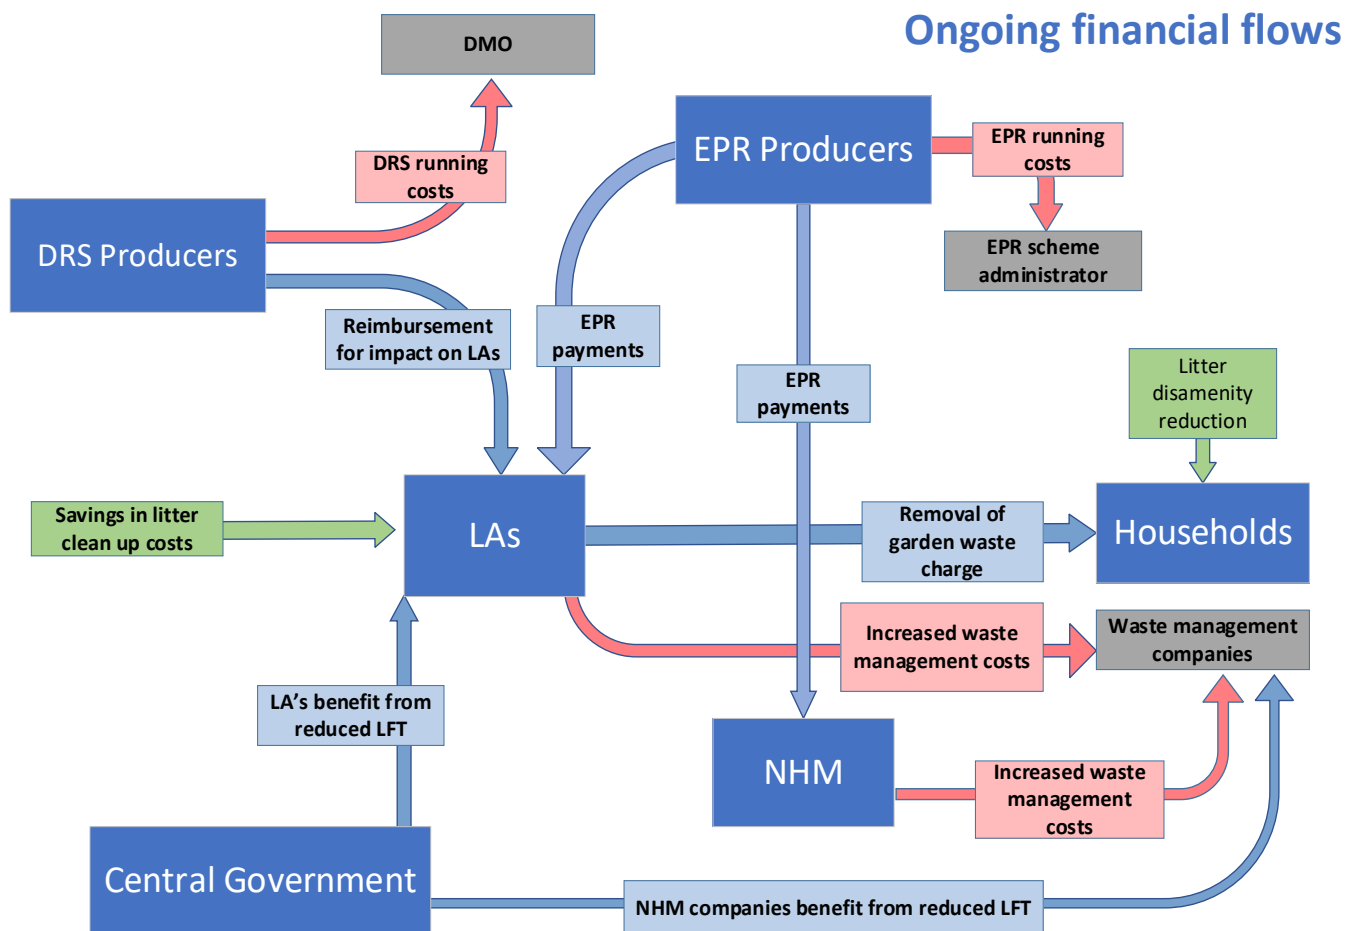 Ongoing financial flows
DMO
EPR Producers
EPR running
costs
DRS running
costs
DRS Producers
EPR scheme
administrator
Reimbursement
for impact on LAs
EPR
payments
EPR
payments
Litter
disamenity
reduction
Savings in litter
clean up costs
LAs
Removal of
garden waste
charge
Households
Increased waste
management costs
Waste management
companies
LA’s benefit from
reduced LFT
NHM
Increased waste
management
costs
Central Government
NHM companies benefit from reduced LFT